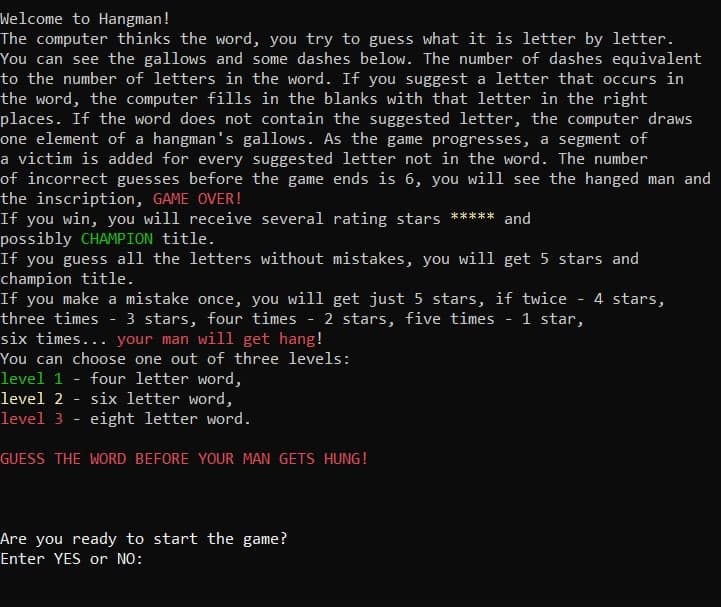 Welcome to Hangman!
The computer thinks the word, you try to guess what it is letter by letter.
You can see the gallows and some dashes below. The number of dashes equivalent
to the number of letters in the word. If you suggest a letter that occurs in
the word, the computer fills in the blanks with that letter in the right
places. If the word does not contain the suggested letter, the computer draws
one element of a hangman's gallows. As the game progresses, a segment of
a victim is added for every suggested letter not in the word. The number
of incorrect guesses before the game ends is 6, you will see the hanged man and
the inscription, GAME OVER!
If you win, you will receive several rating stars ***** and
possibly CHAMPION title.
If you guess all the letters without mistakes, you will get 5 stars and
champion title.
If you make a mistake once, you will get just 5 stars, if twice - 4 stars,
three times - 3 stars, four times - 2 stars, five times - 1 star,
six times... your man will get hang!
You can choose one out of three levels:
level 1 - four letter word,
level 2 - six letter word,
level 3 - eight letter word.
GUESS THE WORD BEFORE YOUR MAN GETS HUNG!
Are you ready to start the game?
Enter YES or NO: